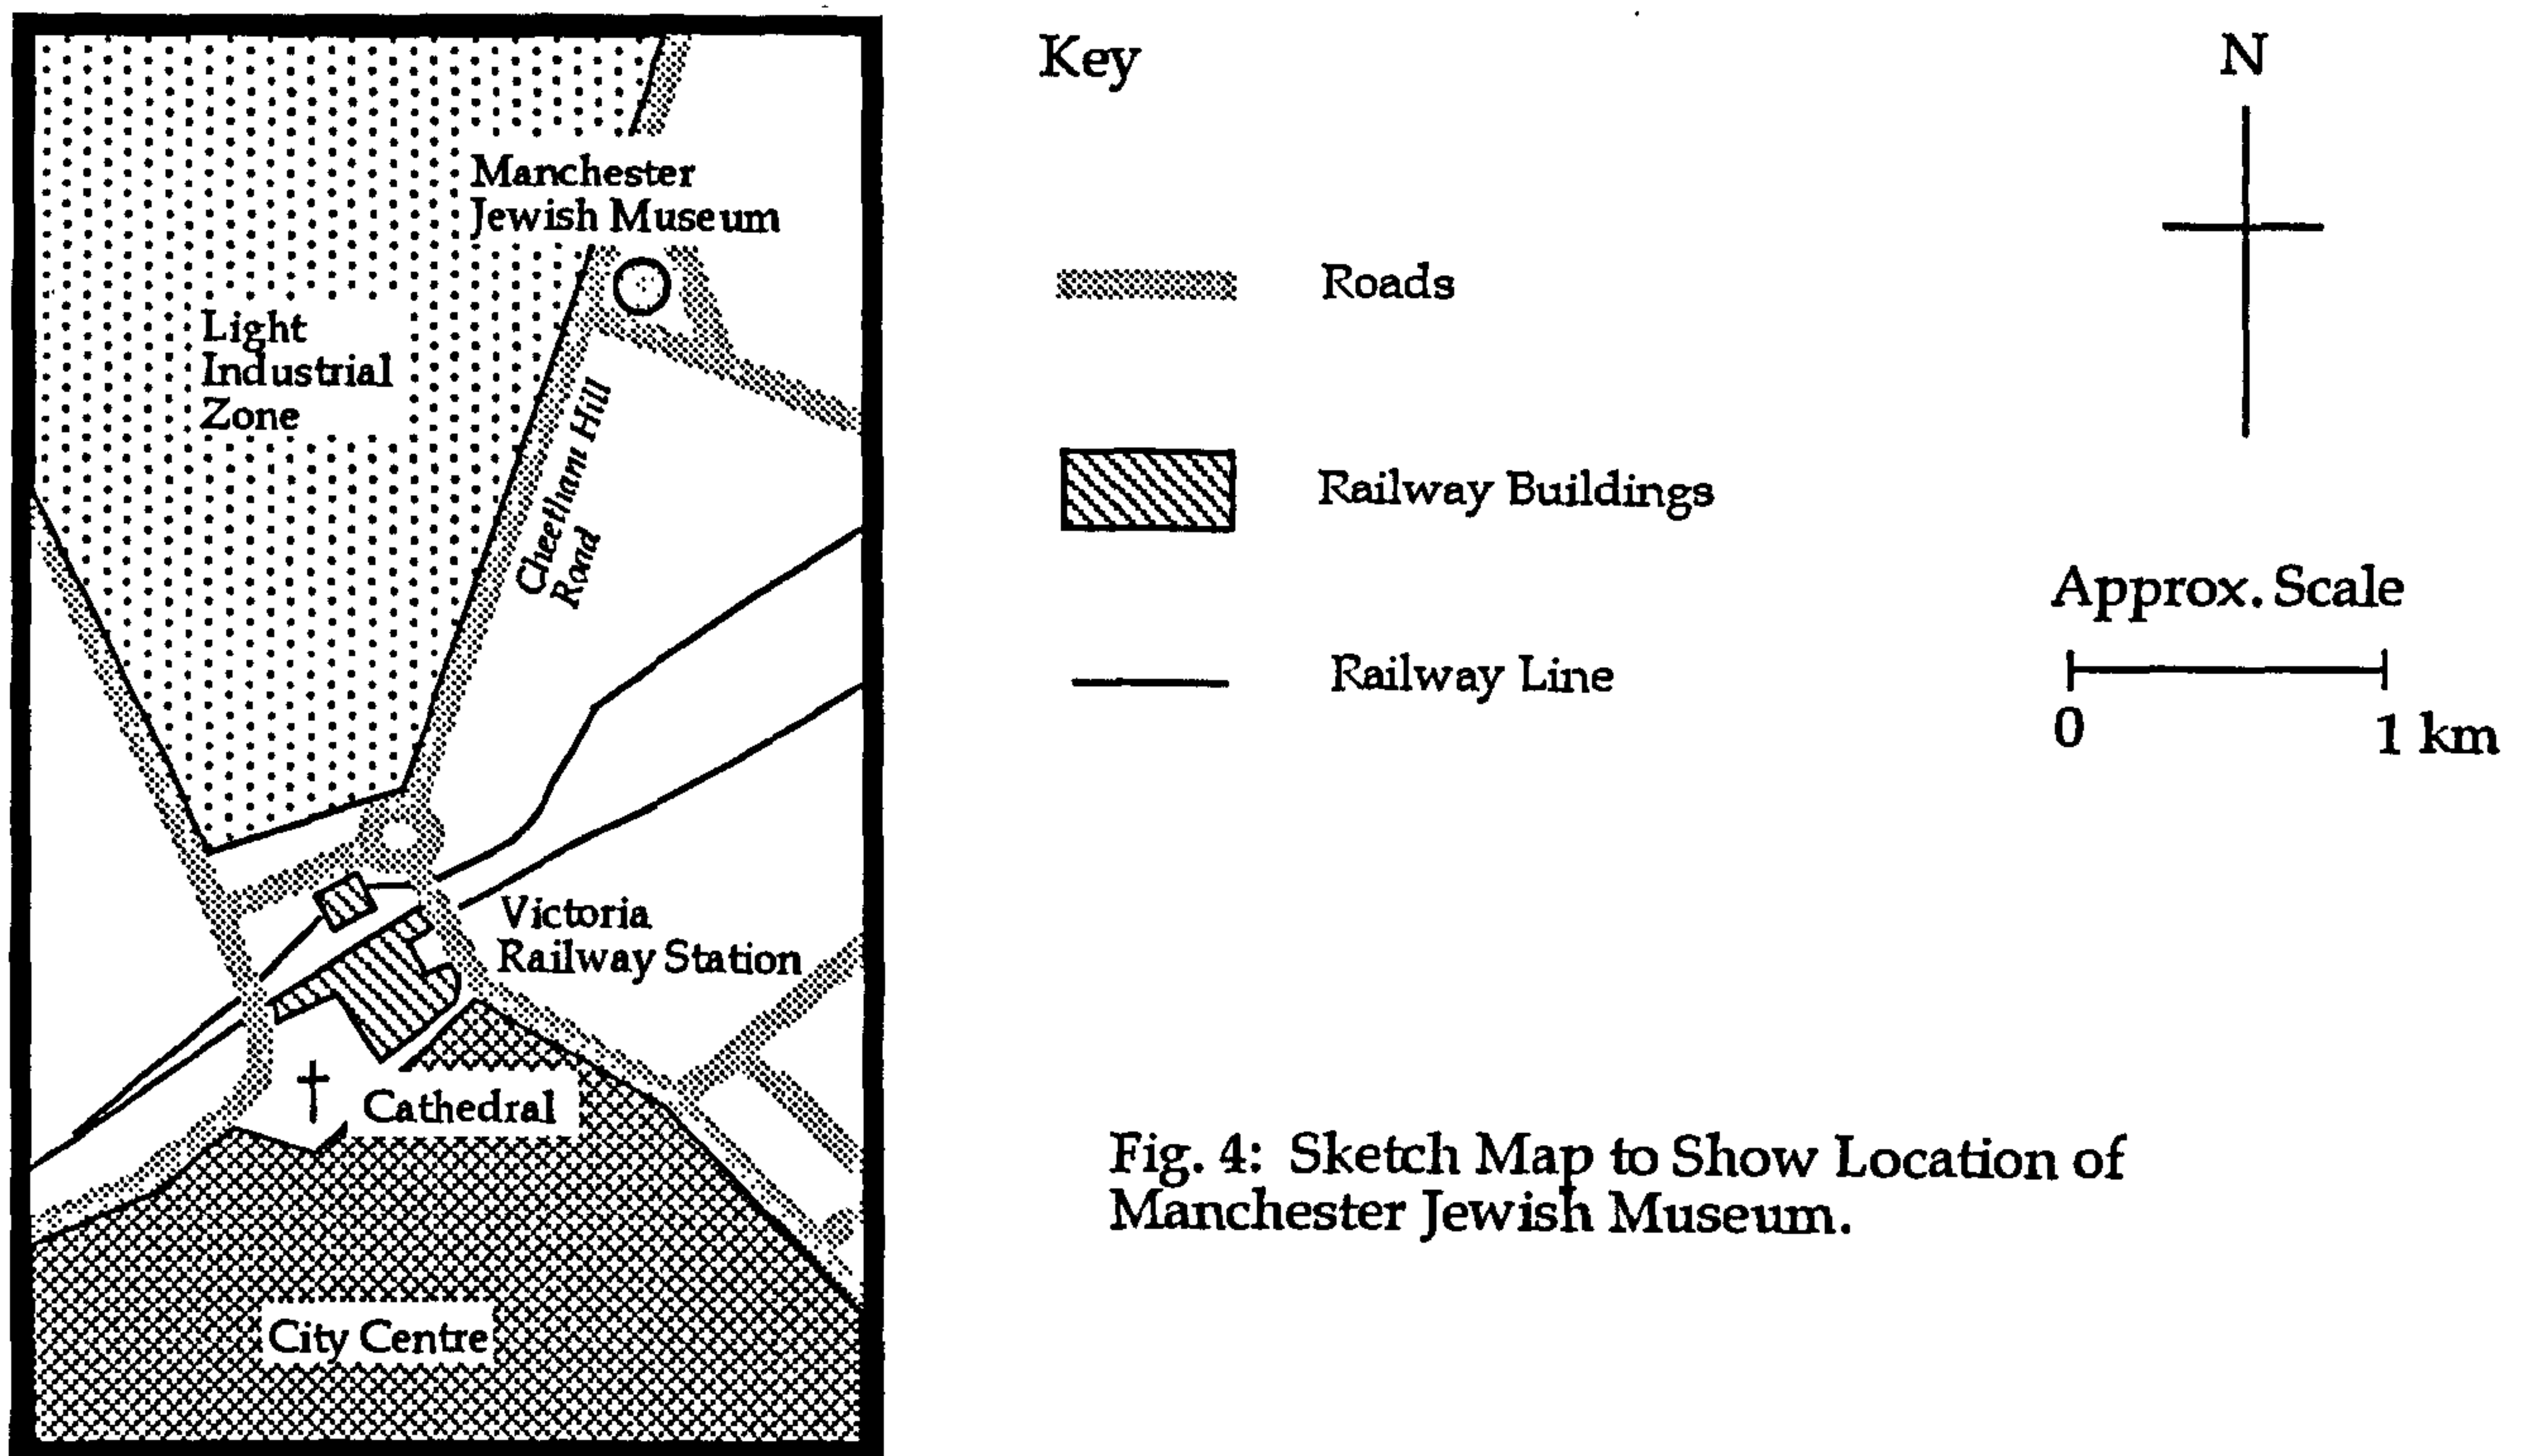 Manchester
Jewish Museum
Light
Industrial
Zone
Cheetham Hill
Road
Victoria
Railway Station
Cathedral
City Centre
Key
Roads
Railway Buildings
Railway Line
N
Approx. Scale
0 1 km
Fig. 4: Sketch Map to Show Location of
Manchester Jewish Museum.